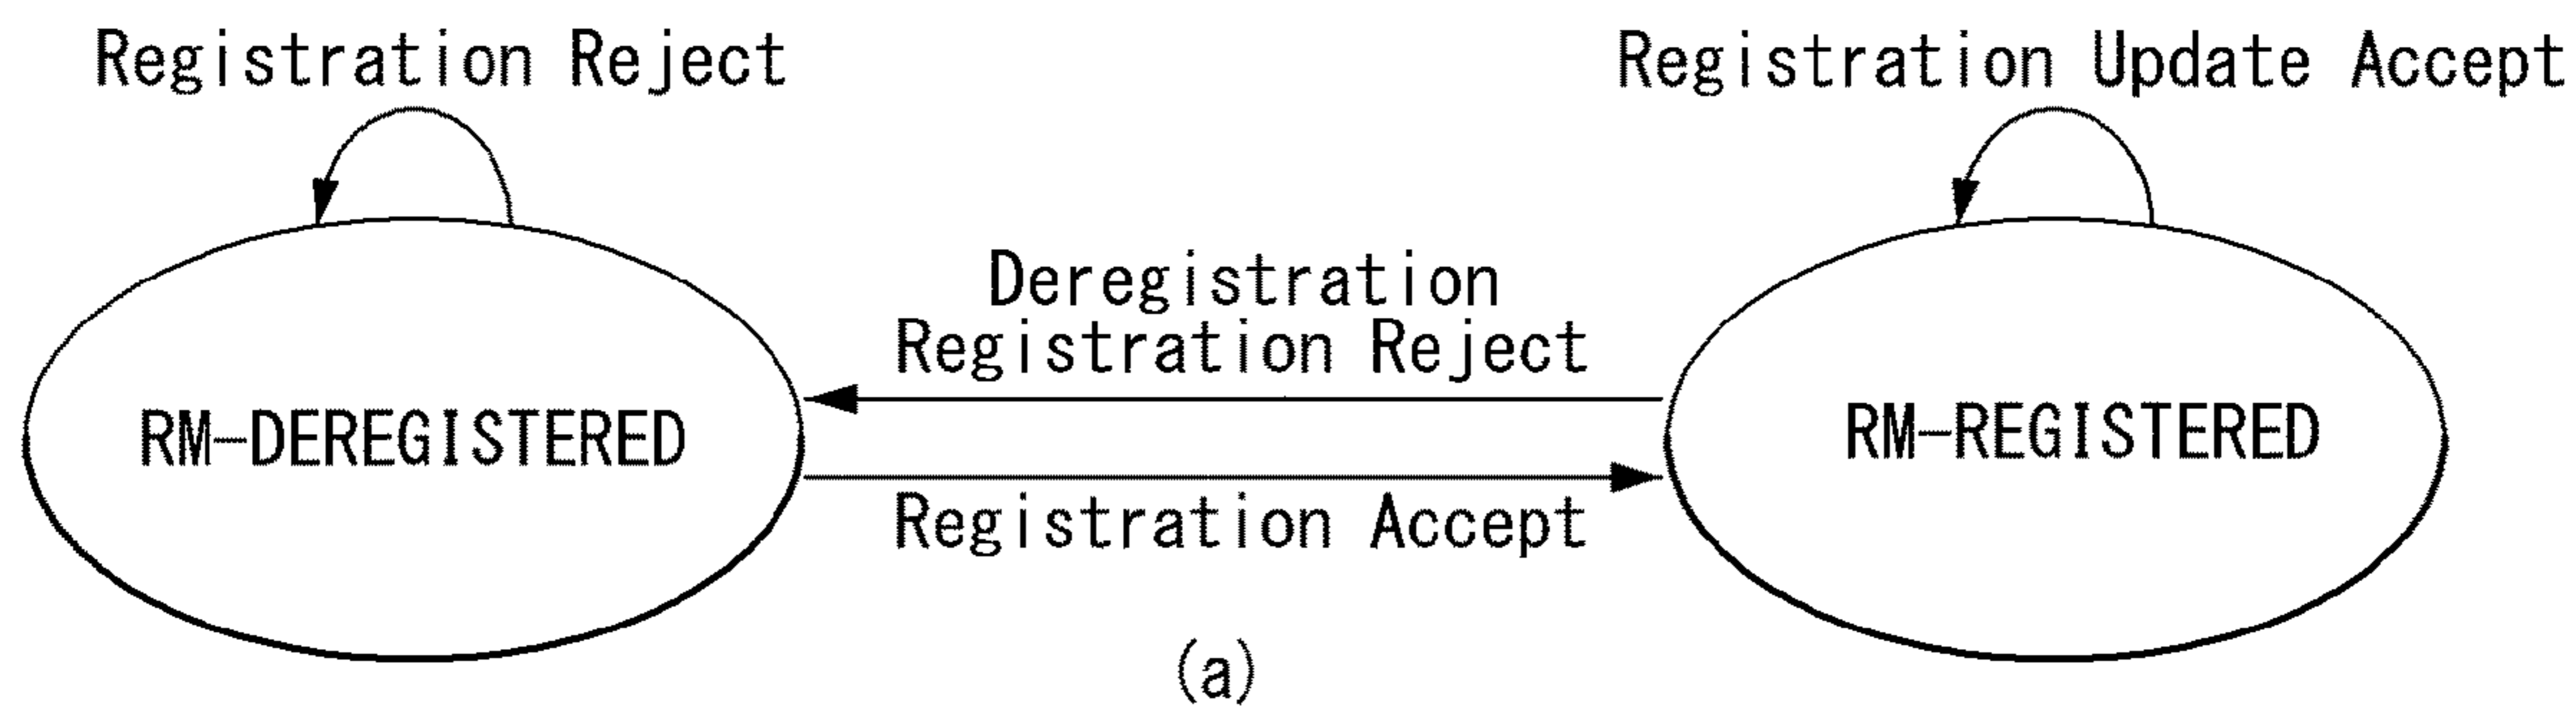 Registration Reject
Registration Update Accept
Deregistration
Registration Reject
RM-DEREGISTERED
RM-REGISTERED
Registration Accept
(a)